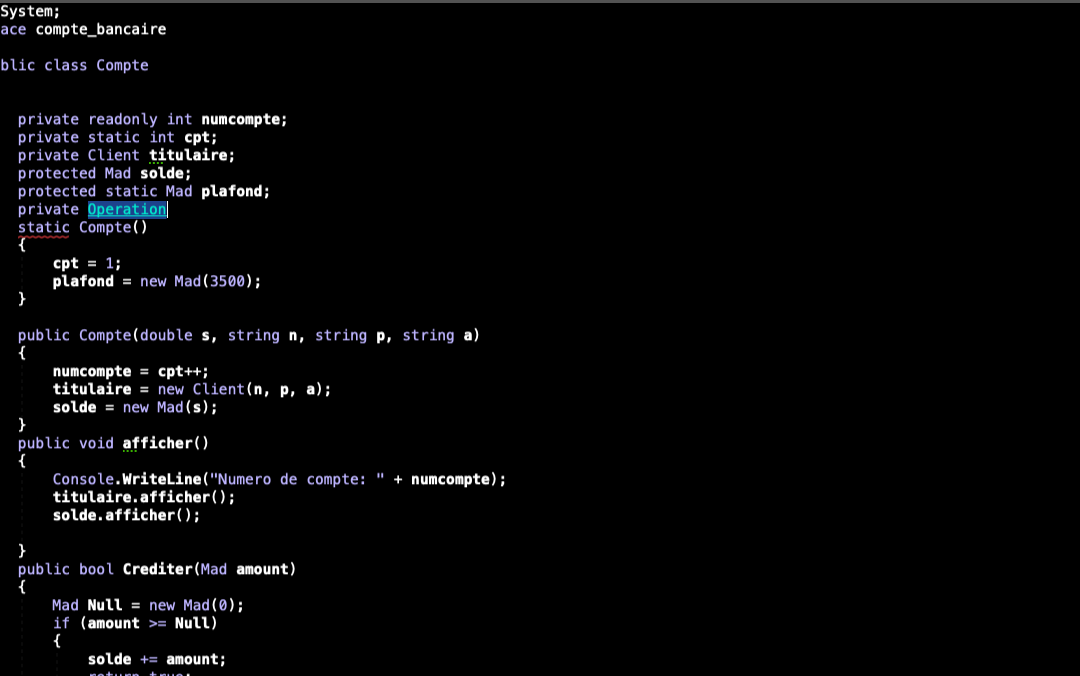 System;
ace compte_bancaire
blic class Compte
private readonly int numcompte;
private static int cpt;
private Client titulaire;
protected Mad solde;
protected static Mad plafond;
private Operation
static Compte()
{
cpt = 1;
plafond = new Mad(3500);
}
public Compte(double s, string n, string p, string a)
{
numcompte = cpt++;
titulaire = new Client(n, p, a);
solde = new Mad(s);
}
public void afficher()
{
Console.WriteLine("Numero de compte: " + numcompte);
titulaire.afficher();
solde.afficher();
}
public bool Crediter(Mad amount)
{
Mad Null = new Mad(0);
if (amount >= Null)
{
solde += amount;
return true;